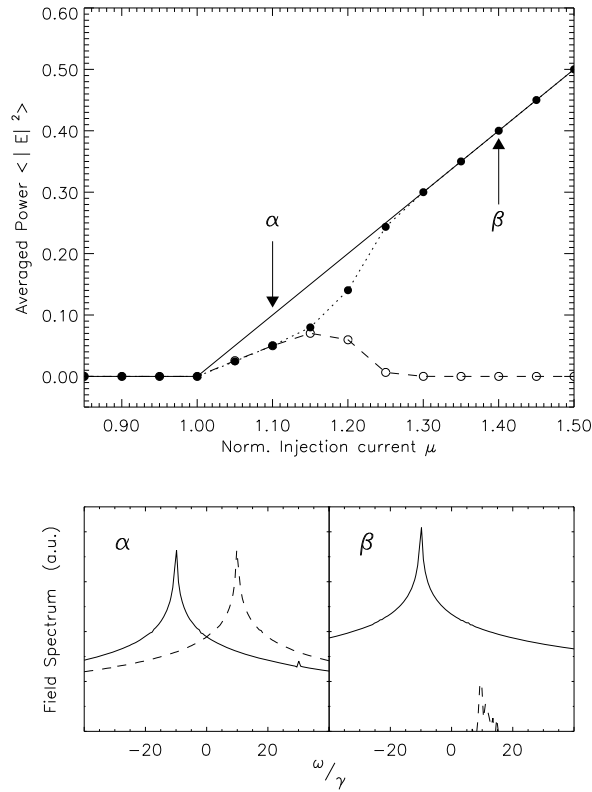 0.60
0.50
0.40
0.30
0.20
0.10
0.00
Averaged Power <| E| ²>
α
β
0.90 1.00 1.10 1.20 1.30 1.40 1.50
Norm. Injection current μ
Field Spectrum (a.u.)
α
β
−20 0 20 −20 0 20
ω/γ